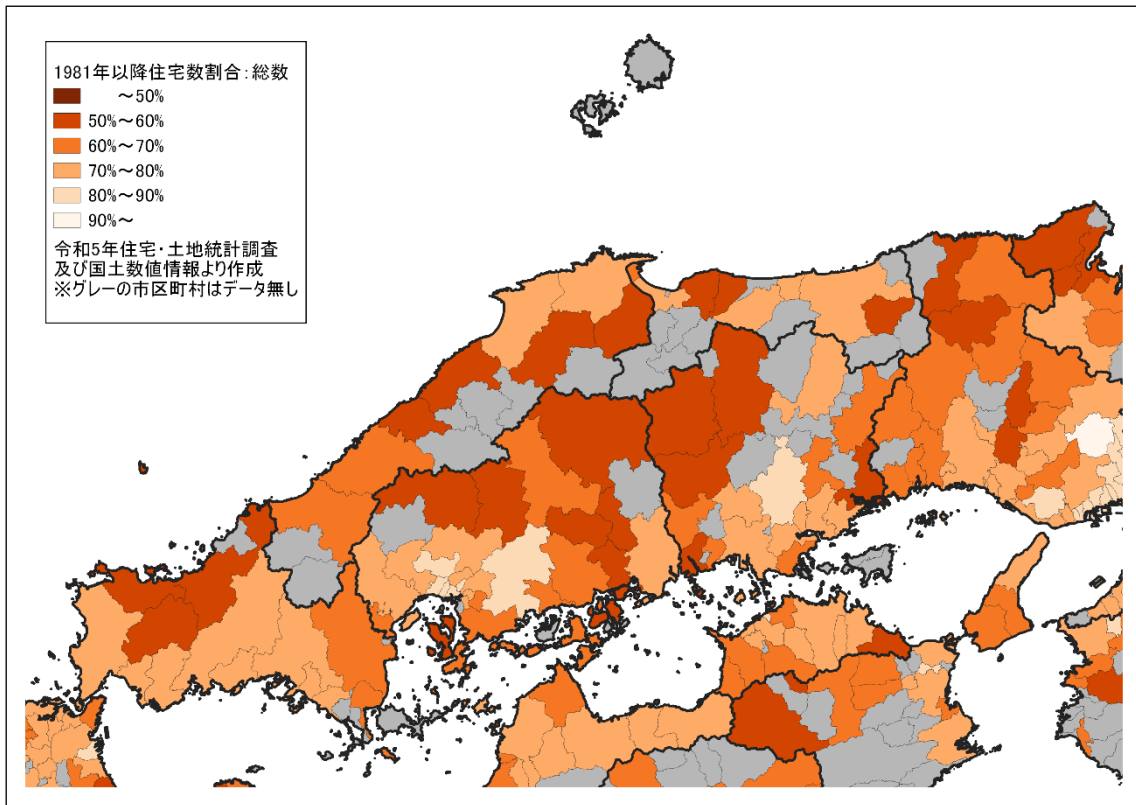 1981年以降住宅数割合:総数
～50%
50%～60%
60%～70%
70%～80%
80%～90%
90%～
令和5年住宅・土地統計調査
及び国土数値情報より作成
※グレーの市区町村はデータ無し